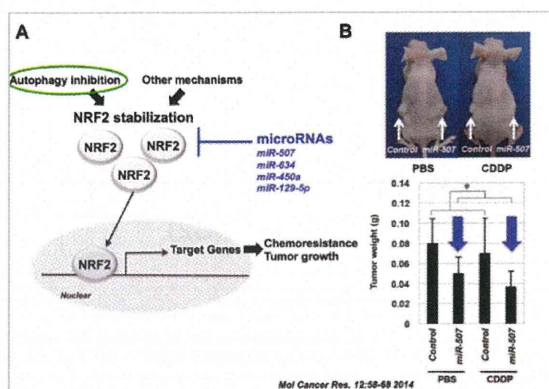 A
Autophagy inhibition
Other mechanisms
NRF2 stabilization
NRF2
NRF2
NRF2
microRNAs
miR-507
miR-634
miR-450a
miR-129-5p
NRF2
Target Genes
Chemoresistance
Tumor growth
Nuclear
B
Control miR-507 Control miR-507
PBS CDDP
*
Tumor weight (g)
0.14
0.12
0.10
0.08
0.06
0.04
0.02
0.00
Control
miR-507
Control
miR-507
PBS CDDP
Mol Cancer Res. 12:58-68 2014